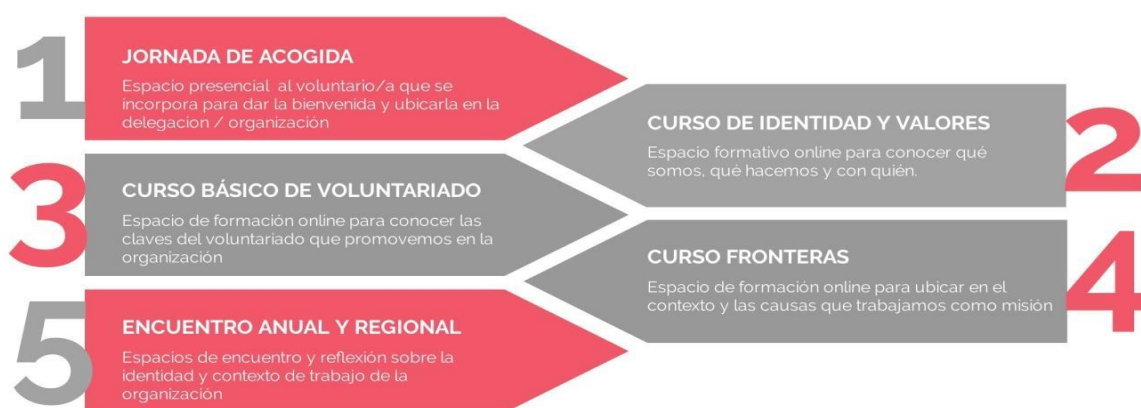 1
JORNADA DE ACOGIDA
Espacio presencial al voluntario/a que se
incorpora para dar la bienvenida y ubicarla en la
delegacion / organización
2
CURSO DE IDENTIDAD Y VALORES
Espacio formativo online para conocer qué
somos, qué hacemos y con quién.
3
CURSO BÁSICO DE VOLUNTARIADO
Espacio de formación online para conocer las
claves del voluntariado que promovemos en la
organización
4
CURSO FRONTERAS
Espacio de formación online para ubicar en el
contexto y las causas que trabajamos como misión
5
ENCUENTRO ANUAL Y REGIONAL
Espacios de encuentro y reflexión sobre la
identidad y contexto de trabajo de la
organización